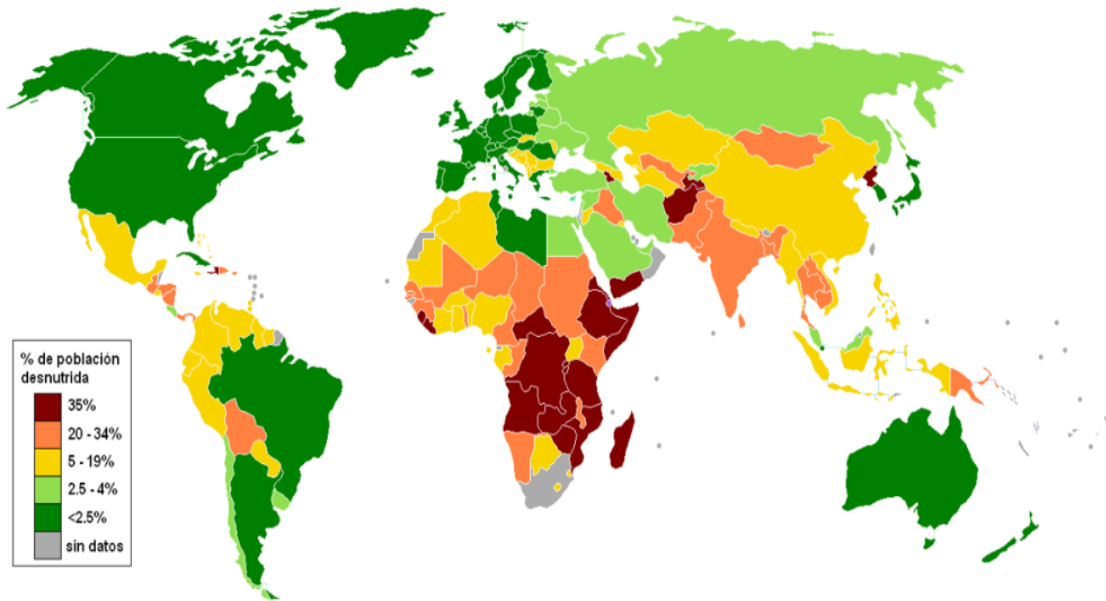 % de población
desnutrida
35%
20 - 34%
5 - 19%
2.5 - 4%
<2.5%
sin datos